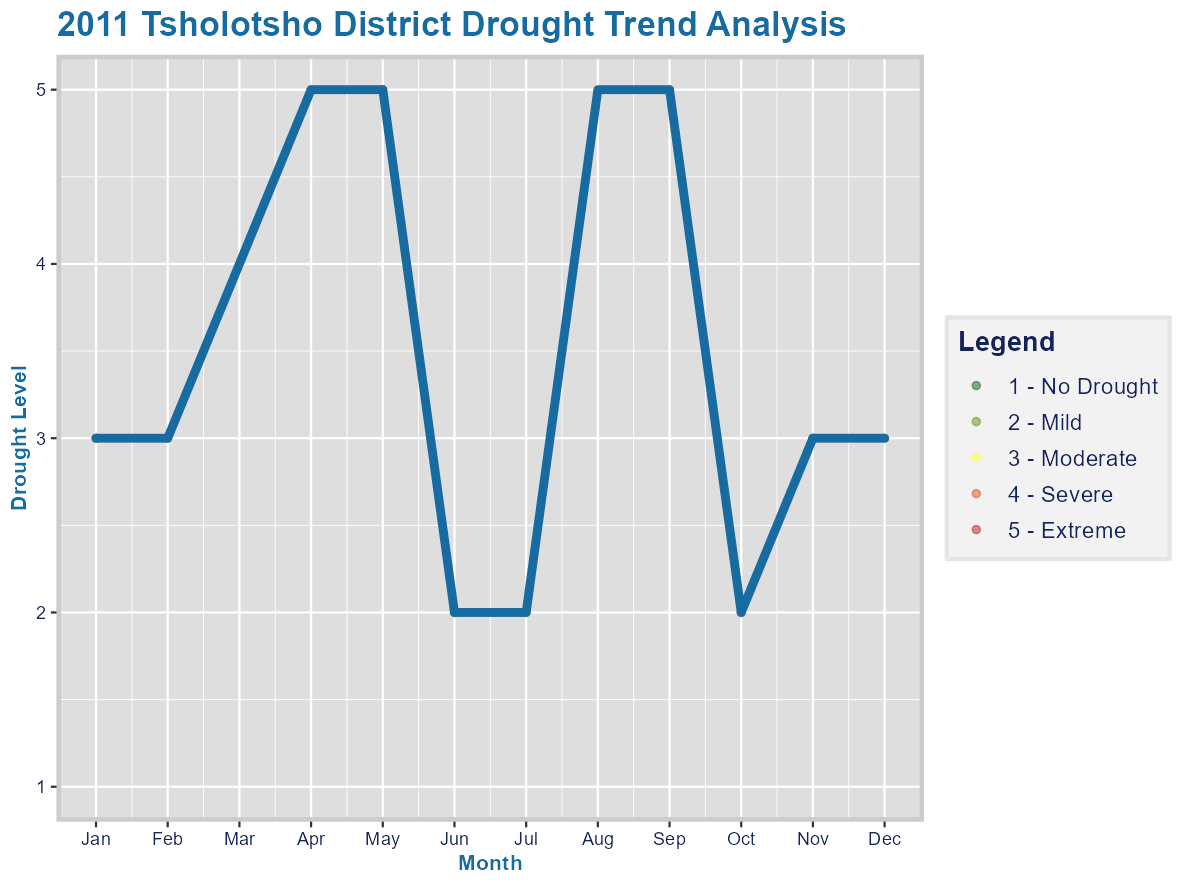 2011 Tsholotsho District Drought Trend Analysis
Drought Level
5
4
3
2
1
Jan Feb Mar Apr May Jun Jul Aug Sep Oct Nov Dec
Month
Legend
1 - No Drought
2 - Mild
3 - Moderate
4 - Severe
5 - Extreme